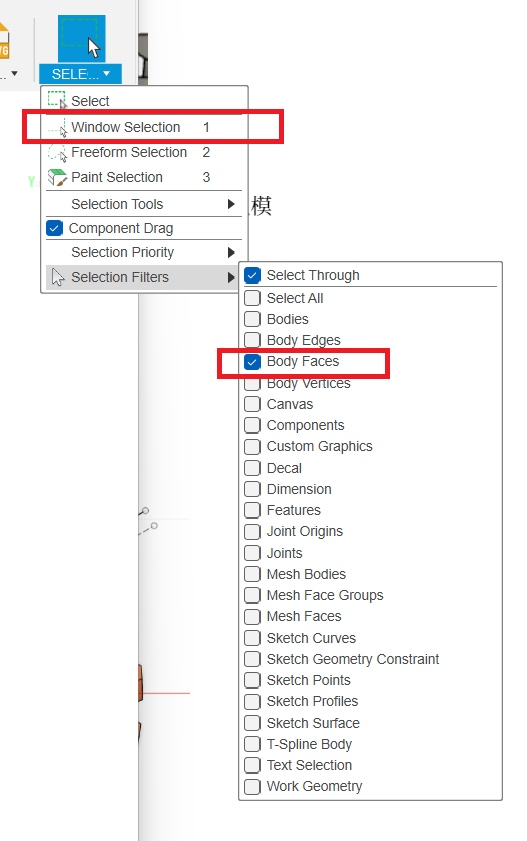 SELE...
Select
Window Selection 1
Freeform Selection 2
Paint Selection 3
Y
模
Selection Tools
Component Drag
Selection Priority
Selection Filters
Select Through
Select All
Bodies
Body Edges
Body Faces
Body Vertices
Canvas
Components
Custom Graphics
Decal
Dimension
Features
Joint Origins
Joints
Mesh Bodies
Mesh Face Groups
Mesh Faces
Sketch Curves
Sketch Geometry Constraint
Sketch Points
Sketch Profiles
Sketch Surface
T-Spline Body
Text Selection
Work Geometry